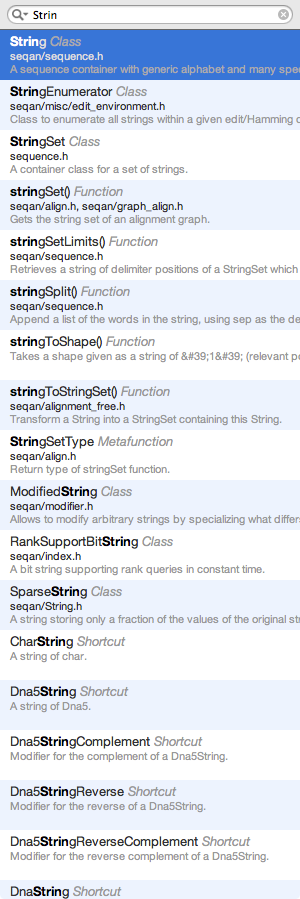 Strin
String Class
seqan/sequence.h
A sequence container with generic alphabet and many spe
StringEnumerator Class
seqan/misc/edit_environment.h
Class to enumerate all strings within a given edit/Hamming d
StringSet Class
sequence.h
A container class for a set of strings.
stringSet() Function
seqan/align.h, seqan/graph_align.h
Gets the string set of an alignment graph.
stringSetLimits() Function
seqan/sequence.h
Retrieves a string of delimiter positions of a StringSet which
stringSplit() Function
seqan/sequence.h
Append a list of the words in the string, using sep as the de
stringToShape() Function
Takes a shape given as a string of &#39;1&#39; (relevant po
stringToStringSet() Function
seqan/alignment_free.h
Transform a String into a StringSet containing this String.
StringSetType Metafunction
seqan/align.h
Return type of stringSet function.
ModifiedString Class
seqan/modifier.h
Allows to modify arbitrary strings by specializing what differ
RankSupportBitString Class
seqan/index.h
A bit string supporting rank queries in constant time.
SparseString Class
seqan/String.h
A string storing only a fraction of the values of the original str
CharString Shortcut
A string of char.
Dna5String Shortcut
A string of Dna5.
Dna5StringComplement Shortcut
Modifier for the complement of a Dna5String.
Dna5StringReverse Shortcut
Modifier for the reverse of a Dna5String.
Dna5StringReverseComplement Shortcut
Modifier for the reverse complement of a Dna5String.
DnaString Shortcut